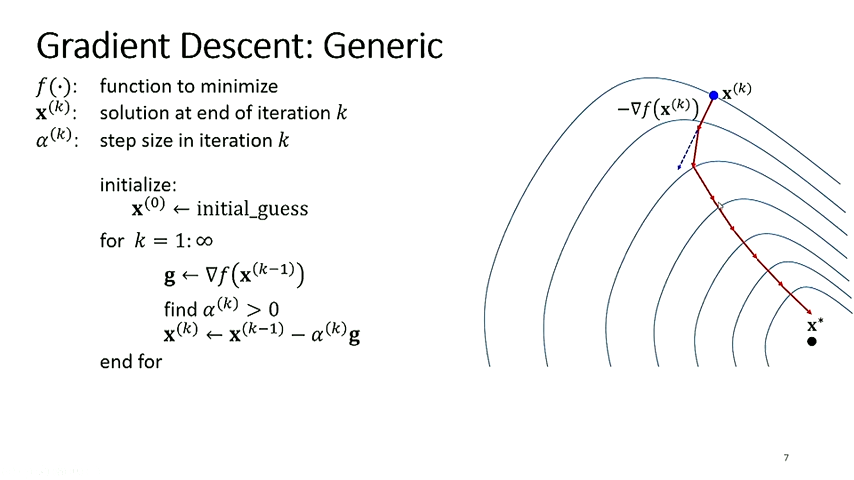 Gradient Descent: Generic
f(·): function to minimize
𝐱^(k): solution at end of iteration k
α^(k): step size in iteration k
initialize:
𝐱^(0) ← initial_guess
for k = 1:∞
𝐠 ← ∇f(𝐱^(k−1))
find α^(k) > 0
𝐱^(k) ← 𝐱^(k−1) − α^(k)𝐠
end for
𝐱^(k)
−∇f(𝐱^(k))
𝐱*
7